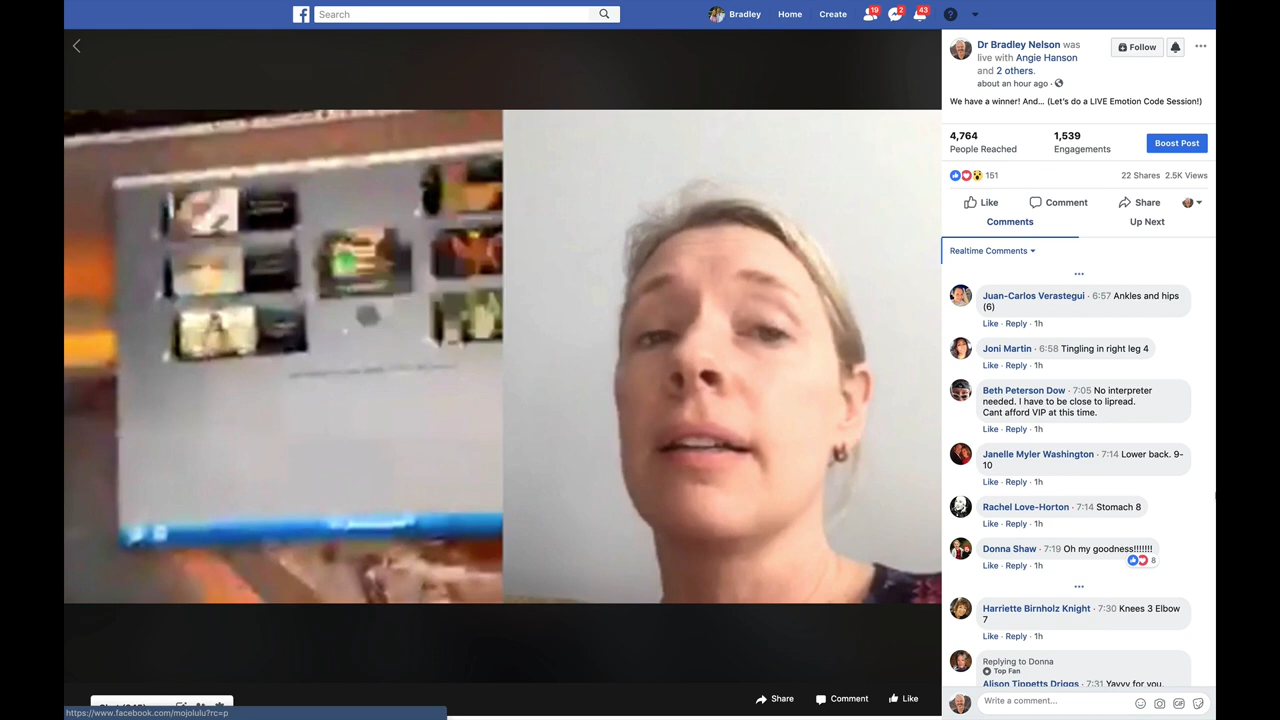 Search
Bradley
Home
Create
19
2
43
Dr Bradley Nelson was
live with Angie Hanson
and 2 others.
about an hour ago ·
Follow
We have a winner! And... (Let's do a LIVE Emotion Code Session!)
4,764
People Reached
1,539
Engagements
Boost Post
151
22 Shares 2.5K Views
Like
Comment
Share
Comments
Up Next
Realtime Comments
Juan-Carlos Verastegui · 6:57 Ankles and hips
(6)
Like · Reply · 1h
Joni Martin · 6:58 Tingling in right leg 4
Like · Reply · 1h
Beth Peterson Dow · 7:05 No interpreter
needed. I have to be close to lipread.
Cant afford VIP at this time.
Like · Reply · 1h
Janelle Myler Washington · 7:14 Lower back. 9-
10
Like · Reply · 1h
Rachel Love-Horton · 7:14 Stomach 8
Like · Reply · 1h
Donna Shaw · 7:19 Oh my goodness!!!!!!!
8
Like · Reply · 1h
Harriette Birnholz Knight · 7:30 Knees 3 Elbow
7
Like · Reply · 1h
Replying to Donna
Top Fan
Alison Tippetts Driggs · 7:31 Yayyy for you,
Write a comment...
GIF
Share
Comment
Like
https://www.facebook.com/mojolulu?rc=p